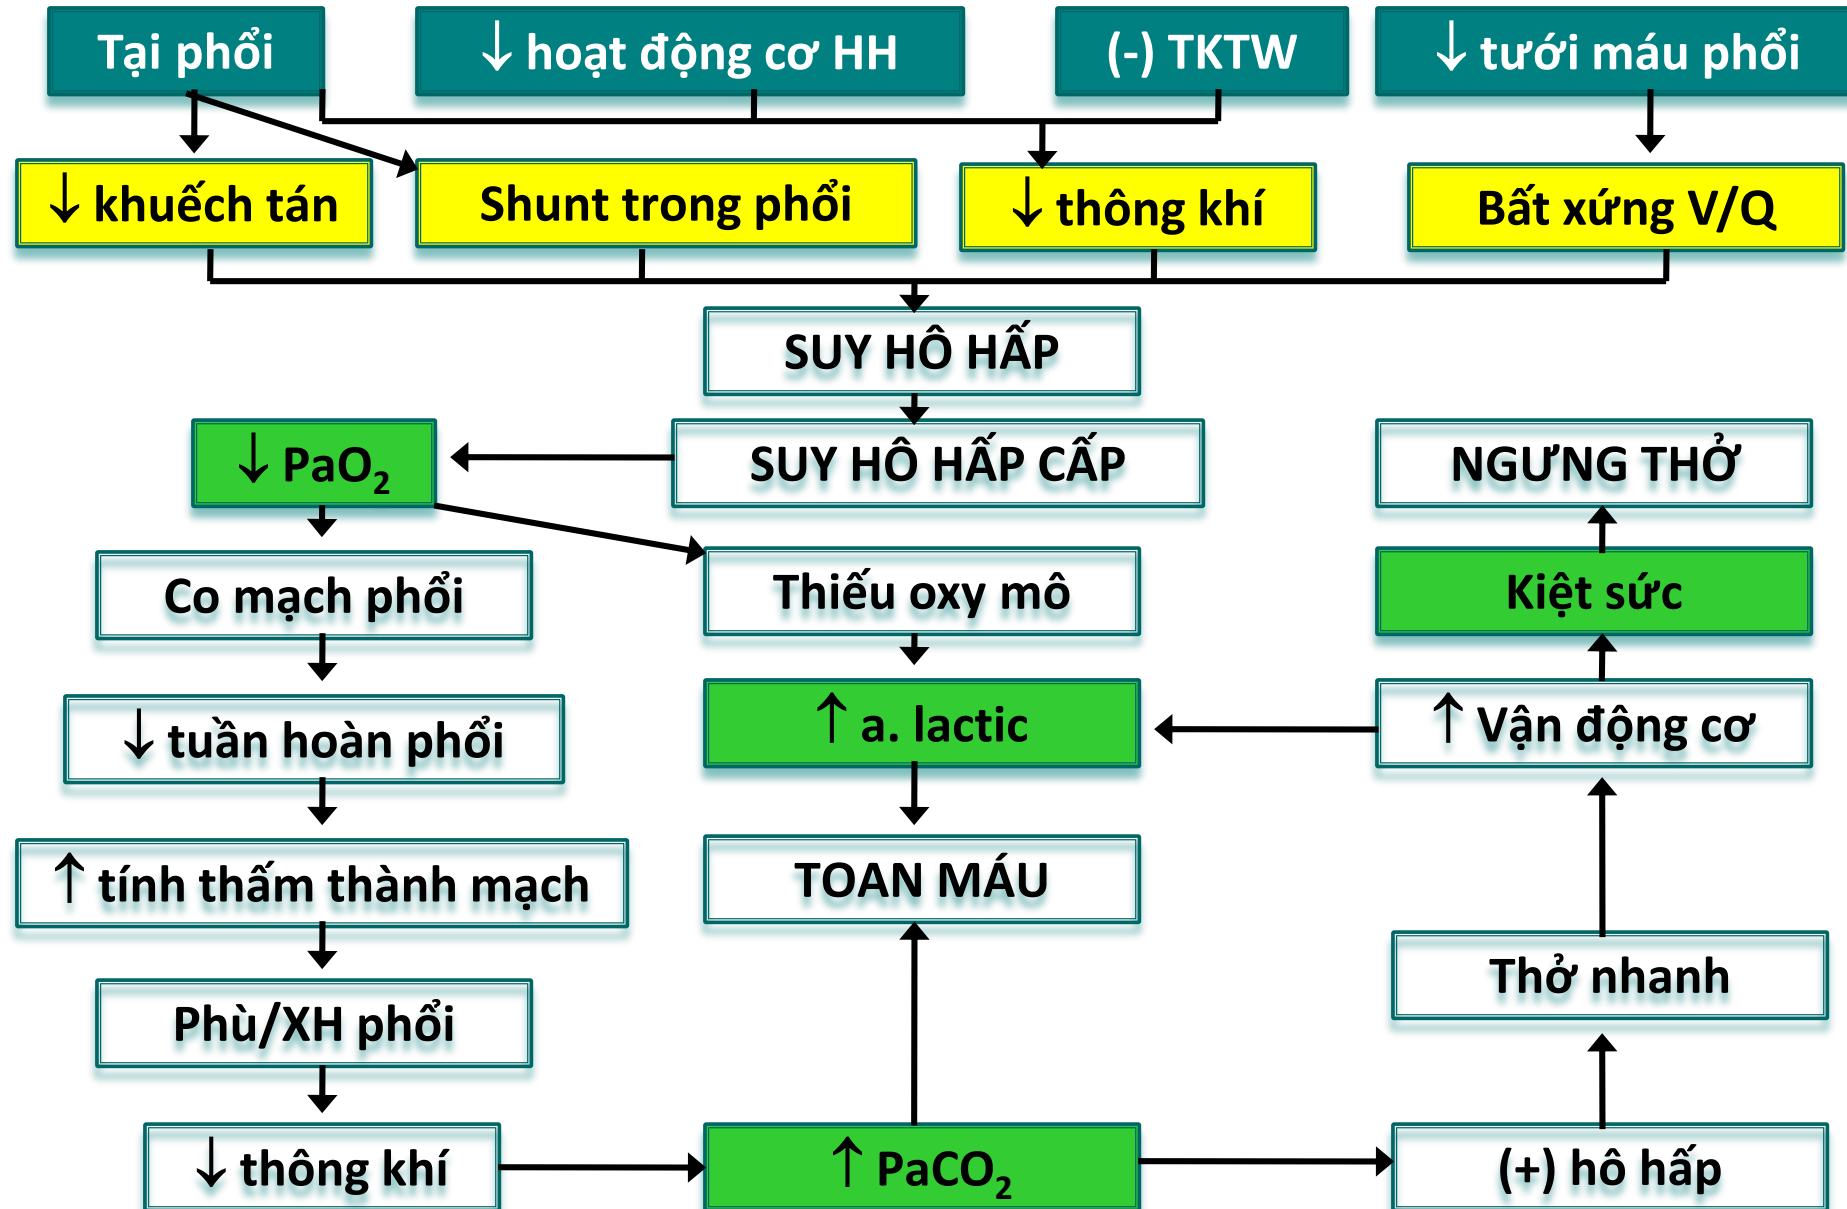 Tại phổi
↓ hoạt động cơ HH
(-) TKTW
↓ tưới máu phổi
↓ khuếch tán
Shunt trong phổi
↓ thông khí
Bất xứng V/Q
SUY HÔ HẤP
↓ PaO₂
SUY HÔ HẤP CẤP
NGƯNG THỞ
Co mạch phổi
Thiếu oxy mô
Kiệt sức
↓ tuần hoàn phổi
↑ a. lactic
↑ Vận động cơ
↑ tính thấm thành mạch
TOAN MÁU
Thở nhanh
Phù/XH phổi
↓ thông khí
↑ PaCO₂
(+) hô hấp